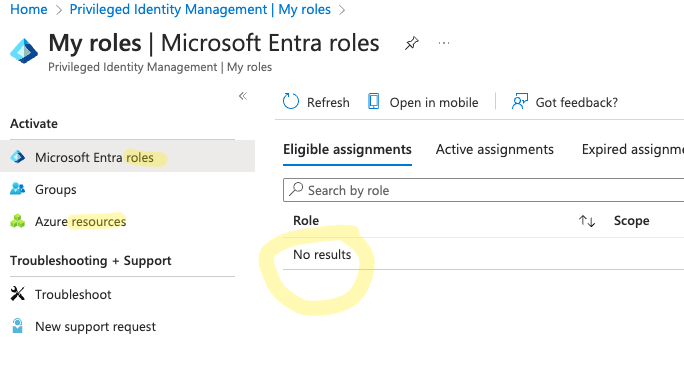 Home > Privileged Identity Management | My roles >
My roles | Microsoft Entra roles ...
Privileged Identity Management | My roles
«
Refresh Open in mobile Got feedback?
Activate
Microsoft Entra roles
Groups
Azure resources
Troubleshooting + Support
Troubleshoot
New support request
Eligible assignments Active assignments Expired assignme
Search by role
Role Scope
No results